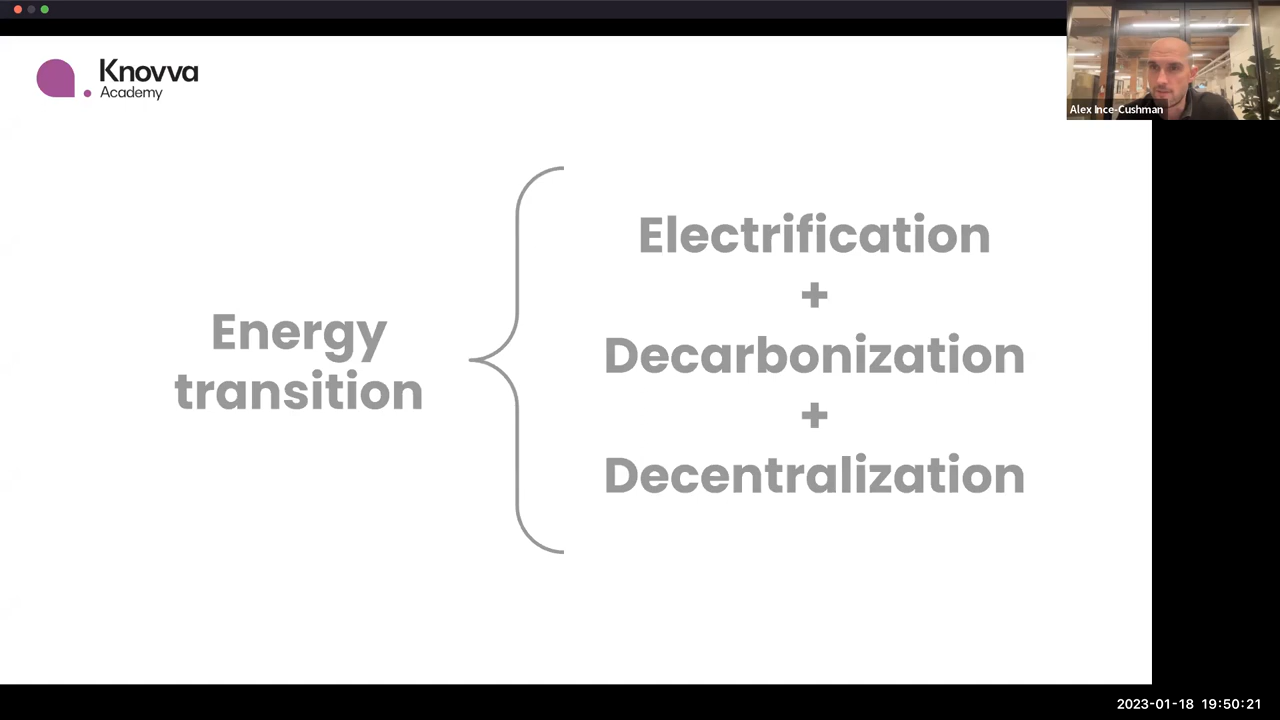 Knovva
Academy
Alex Ince-Cushman
Energy
transition
Electrification
+
Decarbonization
+
Decentralization
2023-01-18 19:50:21